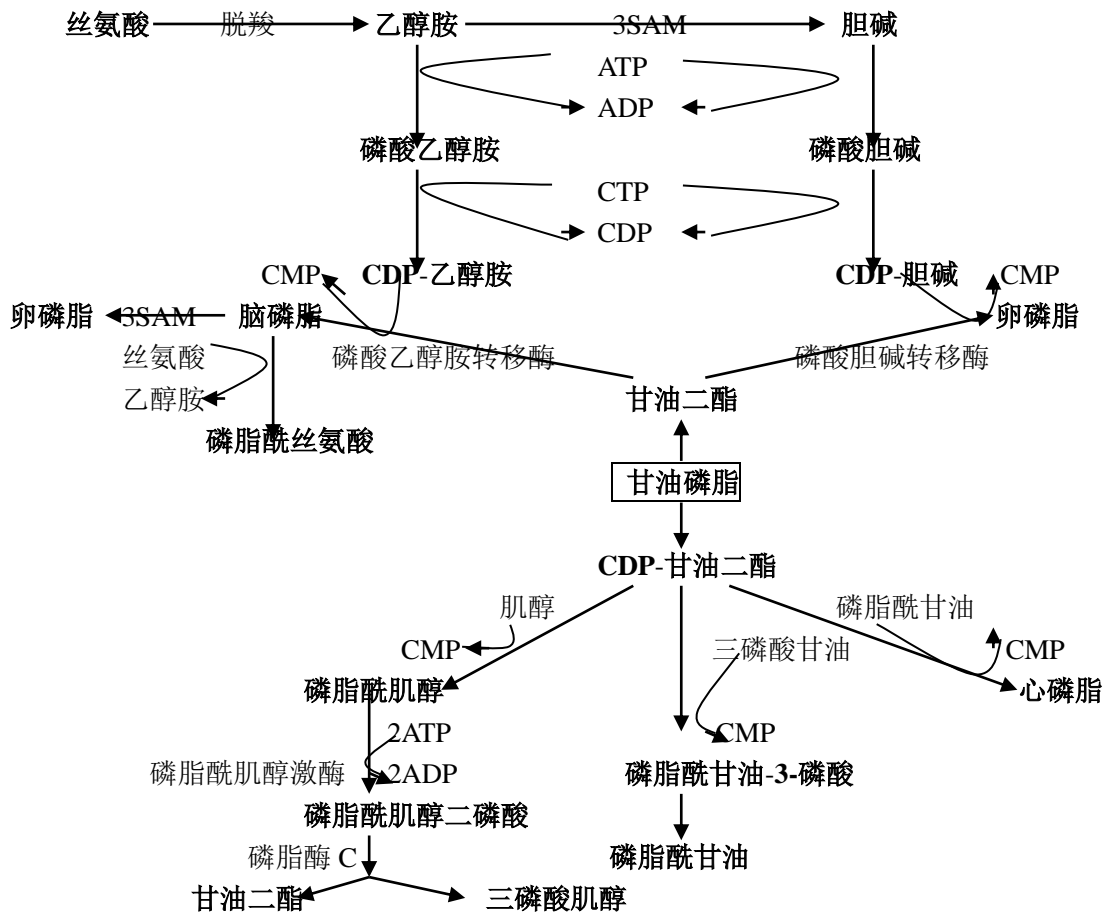 丝氨酸 脱羧 乙醇胺 3SAM 胆碱
ATP
ADP
磷酸乙醇胺 磷酸胆碱
CTP
CDP
CMP CDP-乙醇胺 CDP-胆碱 CMP
卵磷脂 3SAM 脑磷脂 卵磷脂
丝氨酸 磷酸乙醇胺转移酶 磷酸胆碱转移酶
乙醇胺 甘油二酯
磷脂酰丝氨酸
甘油磷脂
CDP-甘油二酯
肌醇 磷脂酰甘油
CMP 三磷酸甘油 CMP
磷脂酰肌醇 心磷脂
2ATP CMP
磷脂酰肌醇激酶 2ADP 磷脂酰甘油-3-磷酸
磷脂酰肌醇二磷酸
磷脂酶 C 磷脂酰甘油
甘油二酯 三磷酸肌醇